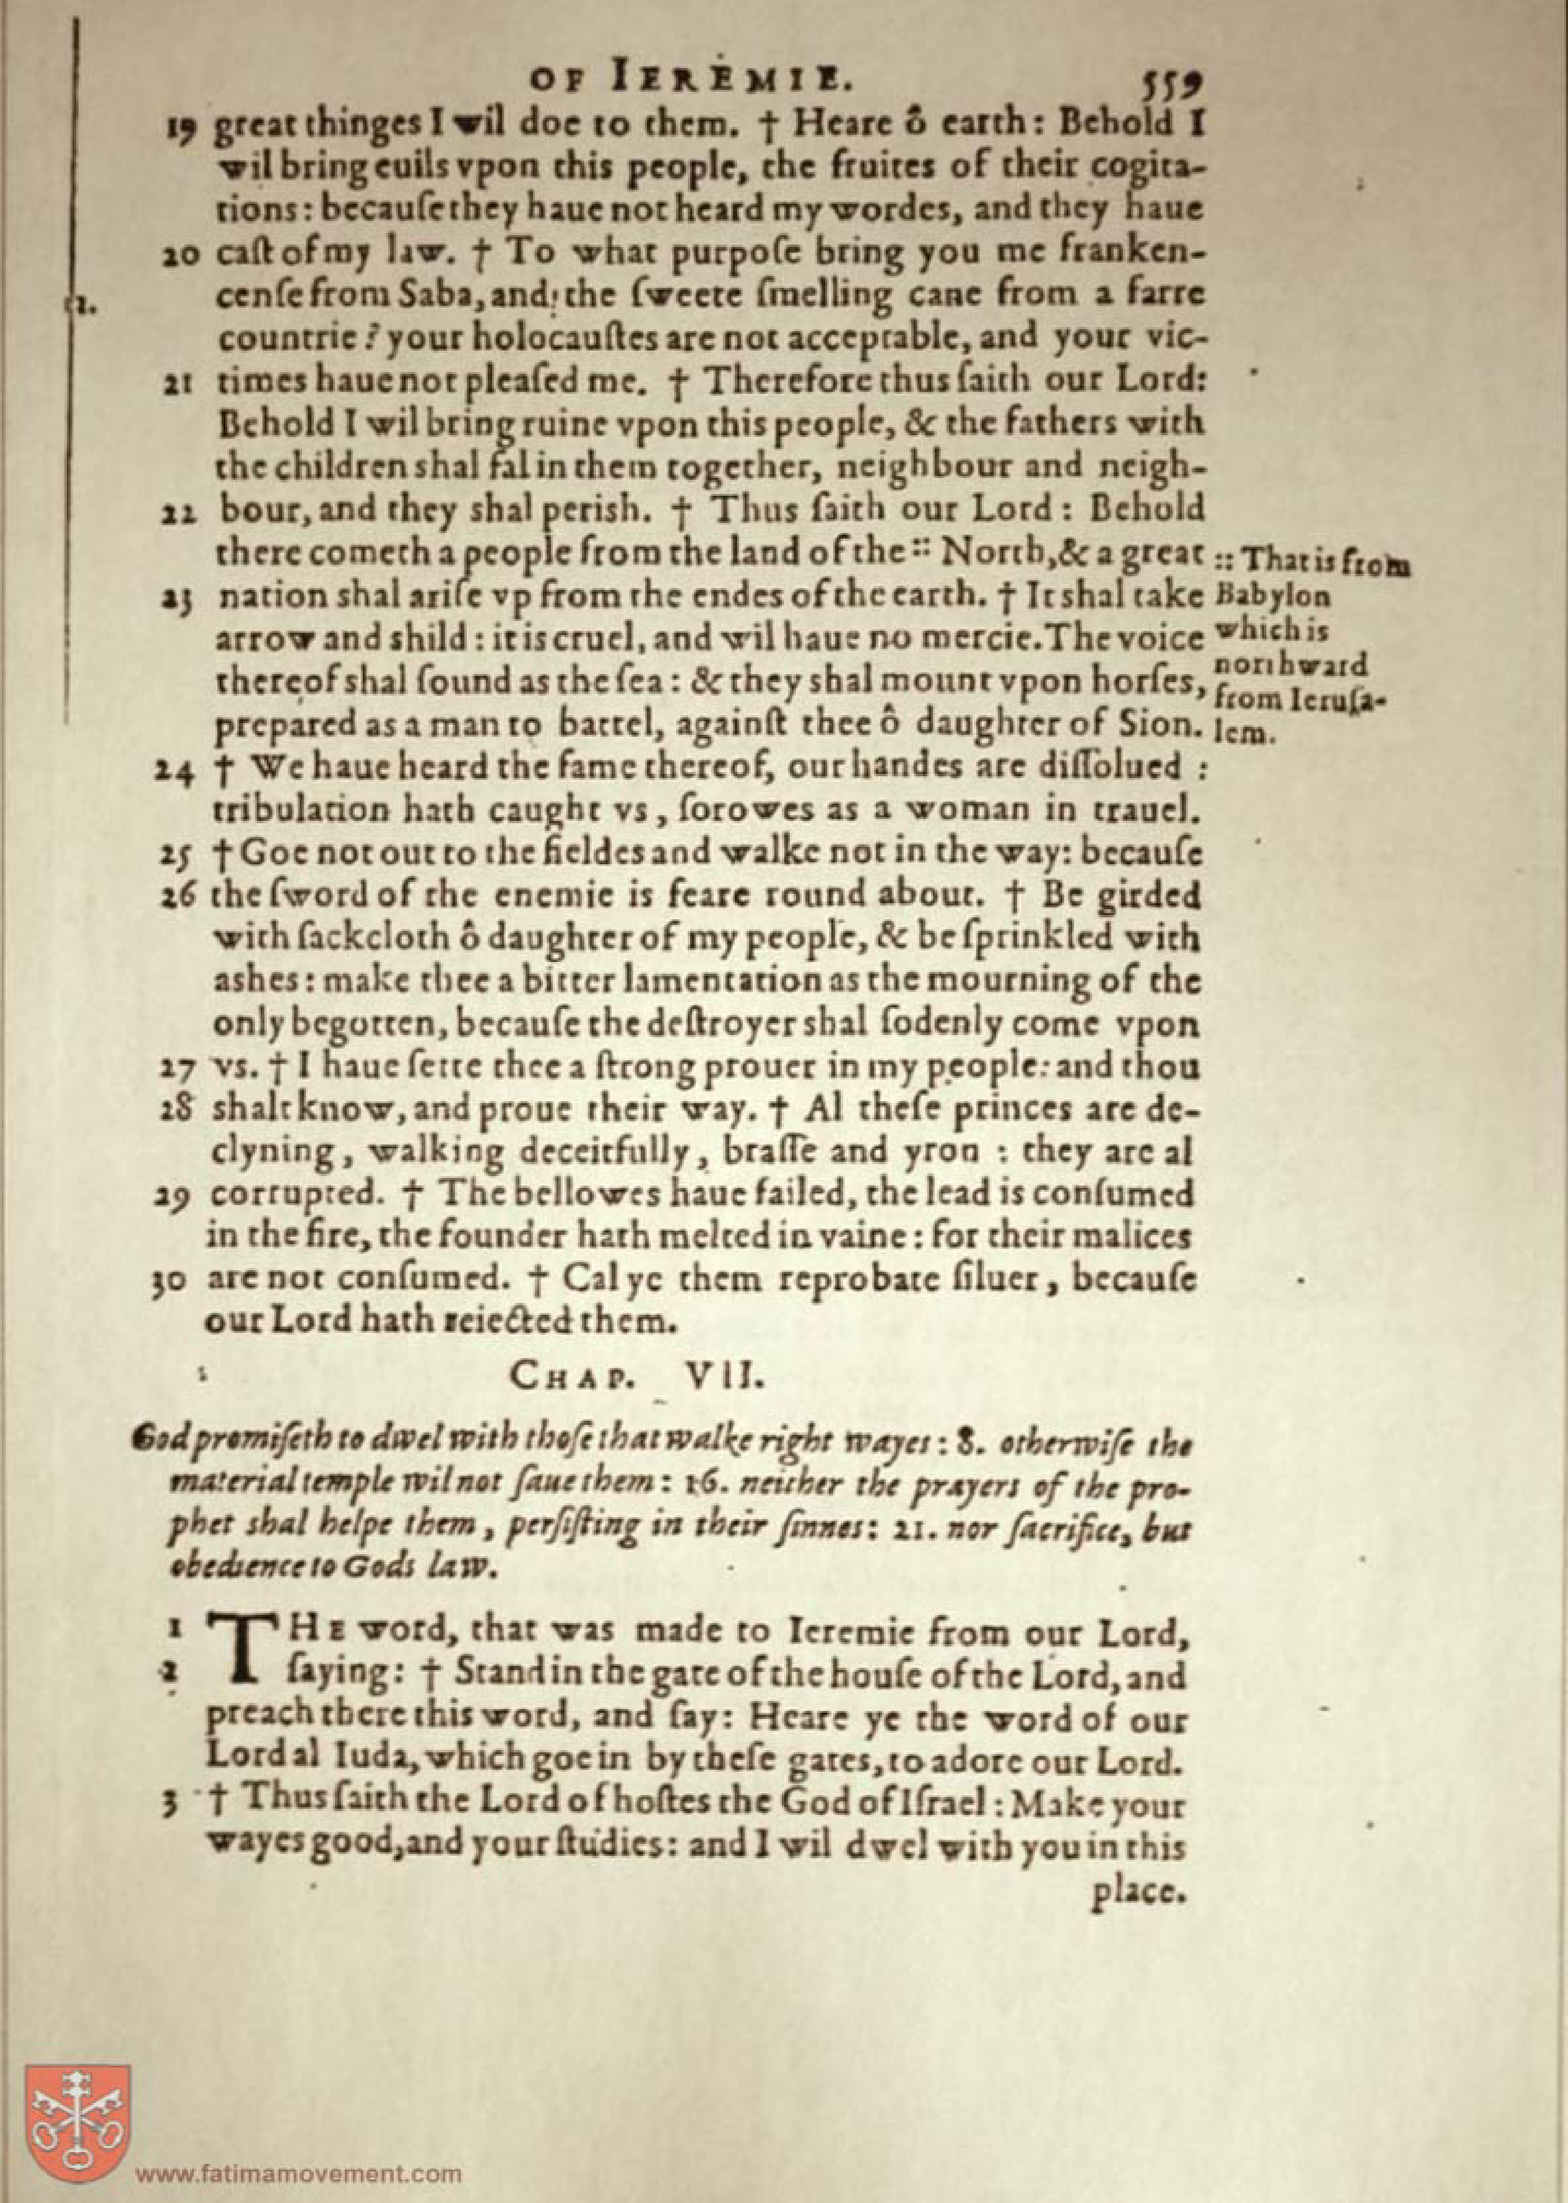 OF IEREMIE. 559
19 great thinges I wil doe to them. † Heare ô earth: Behold I
wil bring euils vpon this people, the fruites of their cogita-
tions: becauſe they haue not heard my wordes, and they haue
20 caſt of my law. † To what purpoſe bring you me franken-
cenſe from Saba, and the ſweete ſmelling cane from a farre
countrie? your holocauſtes are not acceptable, and your vic-
21 times haue not pleaſed me. † Therefore thus ſaith our Lord:
Behold I wil bring ruine vpon this people, & the fathers with
the children shal fal in them together, neighbour and neigh-
22 bour, and they shal perish. † Thus ſaith our Lord: Behold
there cometh a people from the land of the :: North, & a great
23 nation shal ariſe vp from the endes of the earth. † It shal take
arrow and shild: it is cruel, and wil haue no mercie. The voice
thereof shal ſound as the ſea: & they shal mount vpon horſes,
prepared as a man to battel, againſt thee ô daughter of Sion.
:: That is from
Babylon
which is
northward
from Ieruſa-
lem.
24 † We haue heard the fame thereof, our handes are diſſolued:
tribulation hath caught vs, ſorowes as a woman in trauel.
25 † Goe not out to the fieldes and walke not in the way: becauſe
26 the ſword of the enemie is feare round about. † Be girded
with ſackcloth ô daughter of my people, & be ſprinkled with
ashes: make thee a bitter lamentation as the mourning of the
only begotten, becauſe the deſtroyer shal ſodenly come vpon
27 vs. † I haue ſette thee a ſtrong prouer in my people: and thou
28 shalt know, and proue their way. † Al theſe princes are de-
clyning, walking deceitfully, braſſe and yron: they are al
29 corrupted. † The bellowes haue failed, the lead is conſumed
in the fire, the founder hath melted in vaine: for their malices
30 are not conſumed. † Cal ye them reprobate ſiluer, becauſe
our Lord hath reiected them.
CHAP. VII.
God promiſeth to dwel with thoſe that walke right wayes: 8. otherwiſe the
material temple wil not ſaue them: 16. neither the prayers of the pro-
phet shal helpe them, perſiſting in their ſinnes: 21. nor ſacrifice, but
obedience to Gods law.
1 THE word, that was made to Ieremie from our Lord,
2 ſaying: † Stand in the gate of the houſe of the Lord, and
preach there this word, and ſay: Heare ye the word of our
Lord al Iuda, which goe in by theſe gates, to adore our Lord.
3 † Thus ſaith the Lord of hoſtes the God of Iſrael: Make your
wayes good, and your ſtudies: and I wil dwel with you in this
place.
www.fatimamovement.com